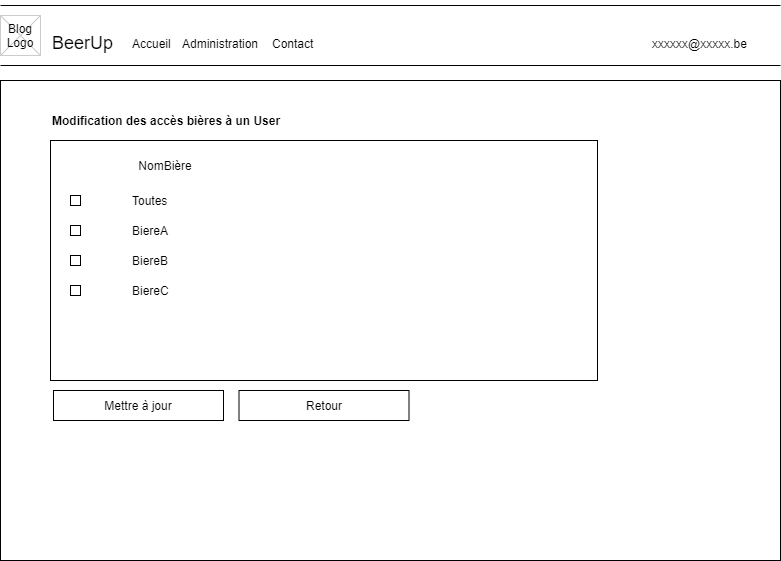 Blog
Logo
BeerUp Accueil Administration Contact xxxxxx@xxxxx.be
Modification des accès bières à un User
NomBière
Toutes
BiereA
BiereB
BiereC
Mettre à jour Retour